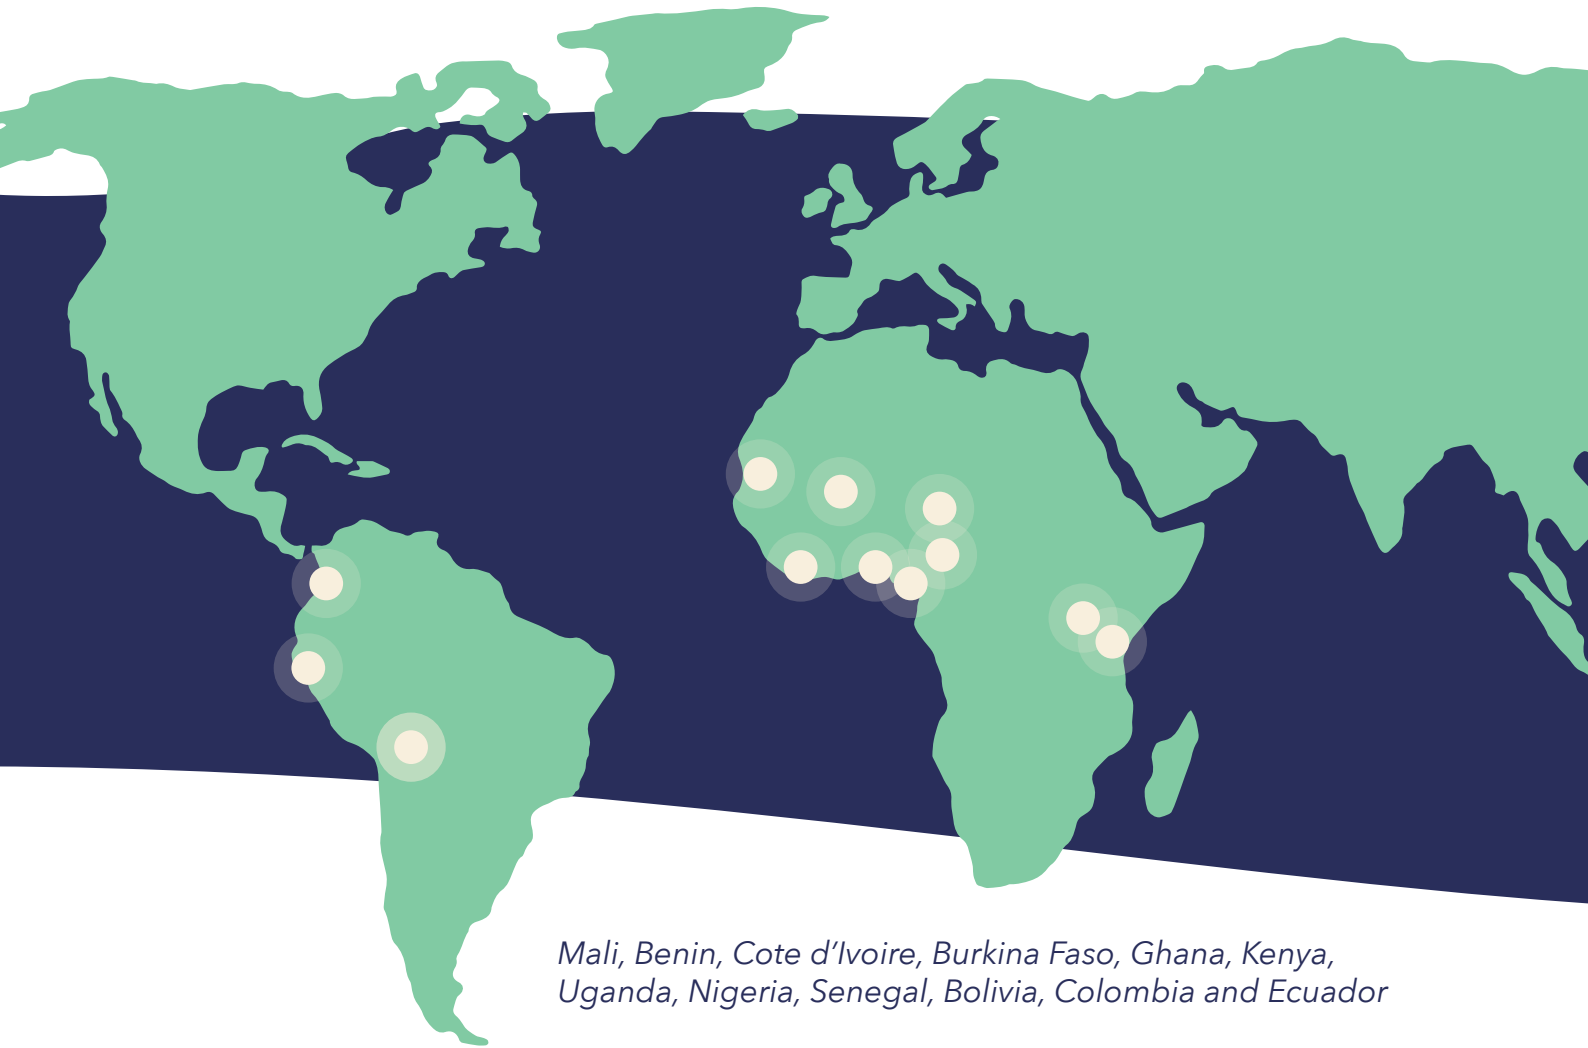 Mali, Benin, Cote d’Ivoire, Burkina Faso, Ghana, Kenya,
Uganda, Nigeria, Senegal, Bolivia, Colombia and Ecuador